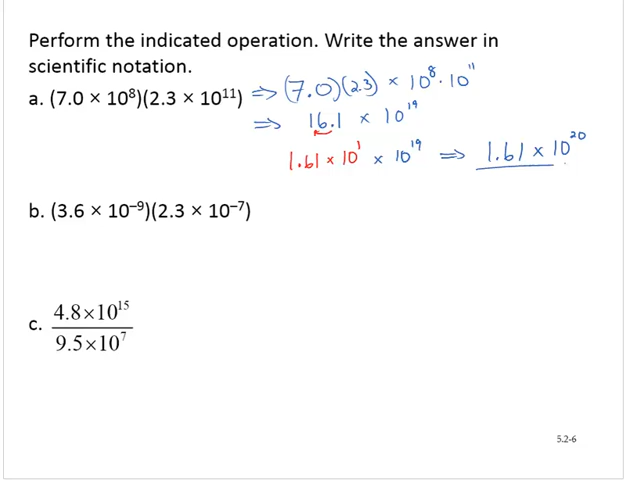 Perform the indicated operation. Write the answer in
scientific notation.
a. (7.0 × 10⁸)(2.3 × 10¹¹) ⇒ (7.0)(2.3) × 10⁸ · 10¹¹
⇒ 16.1 × 10¹⁹
1.61 × 10¹ × 10¹⁹ ⇒ 1.61 × 10²⁰
b. (3.6 × 10⁻⁹)(2.3 × 10⁻⁷)
c. 4.8×10¹⁵
9.5×10⁷
5.2-6